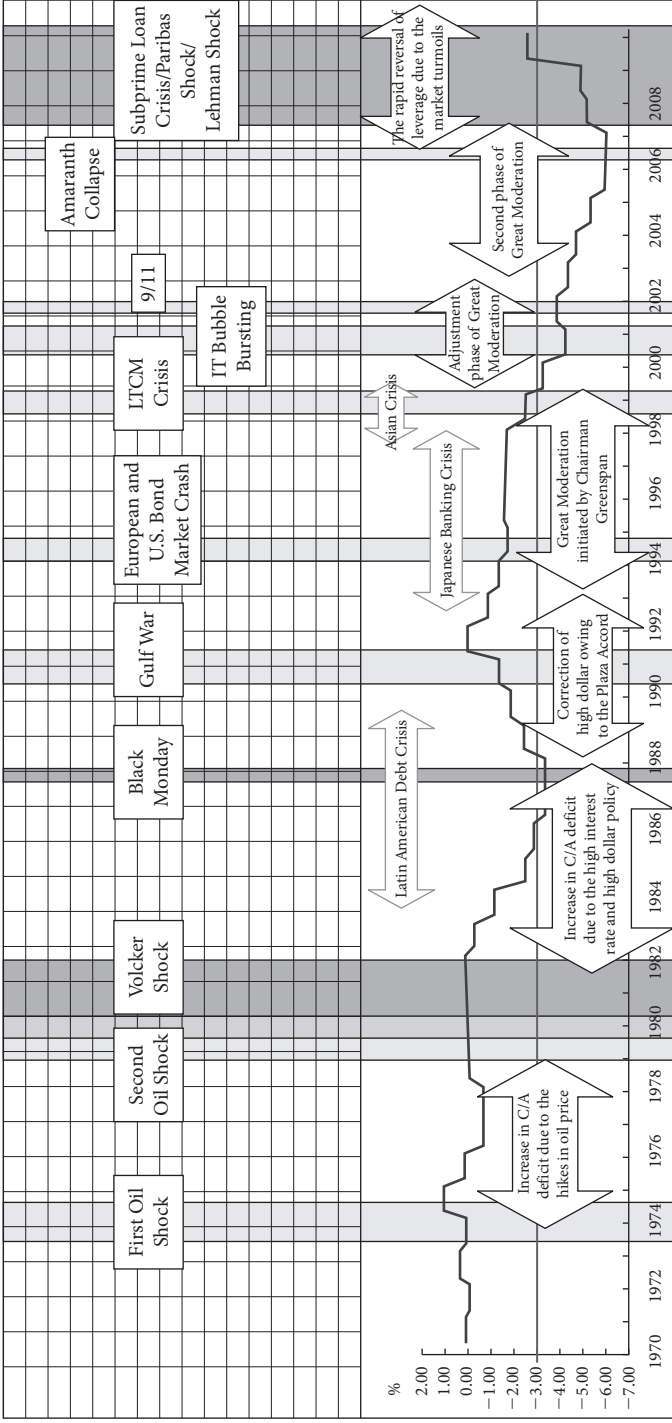 First Oil
Shock
Second
Oil Shock
Volcker
Shock
Black
Monday
Gulf War
European and
U.S. Bond
Market Crash
LTCM
Crisis
IT Bubble
Bursting
9/11
Amaranth
Collapse
Subprime Loan
Crisis/Paribas
Shock/
Lehman Shock
Latin American Debt Crisis
Japanese Banking Crisis
Asian Crisis
Adjustment
phase of Great
Moderation
Second phase of
Great Moderation
The rapid reversal of
leverage due to the
market turmoils
Increase in C/A
deficit due to the
hikes in oil price
Increase in C/A deficit
due to the high interest
rate and high dollar policy
Correction of
high dollar owing
to the Plaza Accord
Great Moderation
initiated by Chairman
Greenspan
%
2.00
1.00
0.00
–1.00
–2.00
–3.00
–4.00
–5.00
–6.00
–7.00
1970
1972
1974
1976
1978
1980
1982
1984
1986
1988
1990
1992
1994
1996
1998
2000
2002
2004
2006
2008